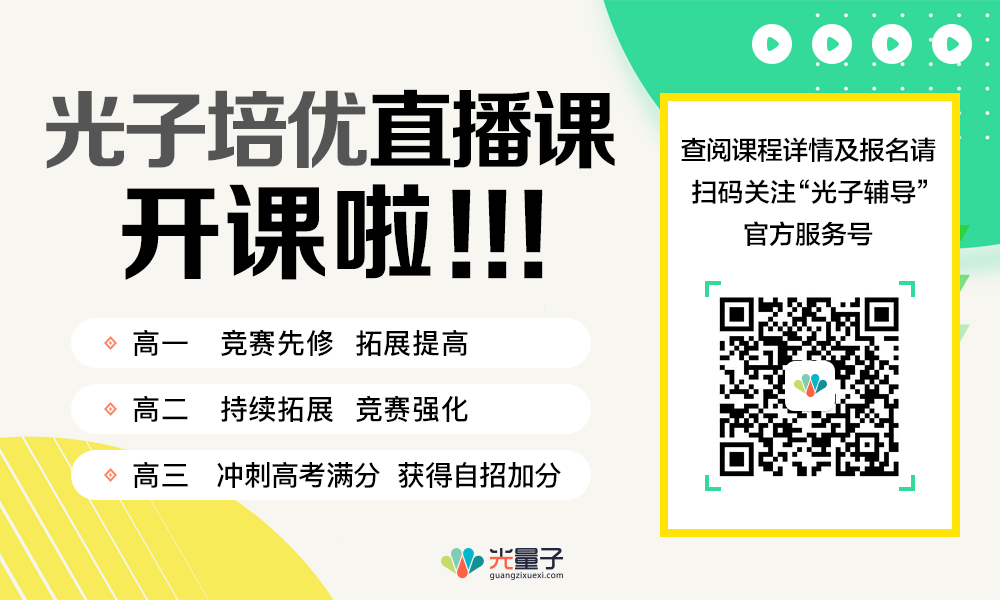 光子培优直播课
开课啦!!!
高一 竞赛先修 拓展提高
高二 持续拓展 竞赛强化
高三 冲刺高考满分 获得自招加分
查阅课程详情及报名请
扫码关注“光子辅导”
官方服务号
光量子
guangzixuexi.com